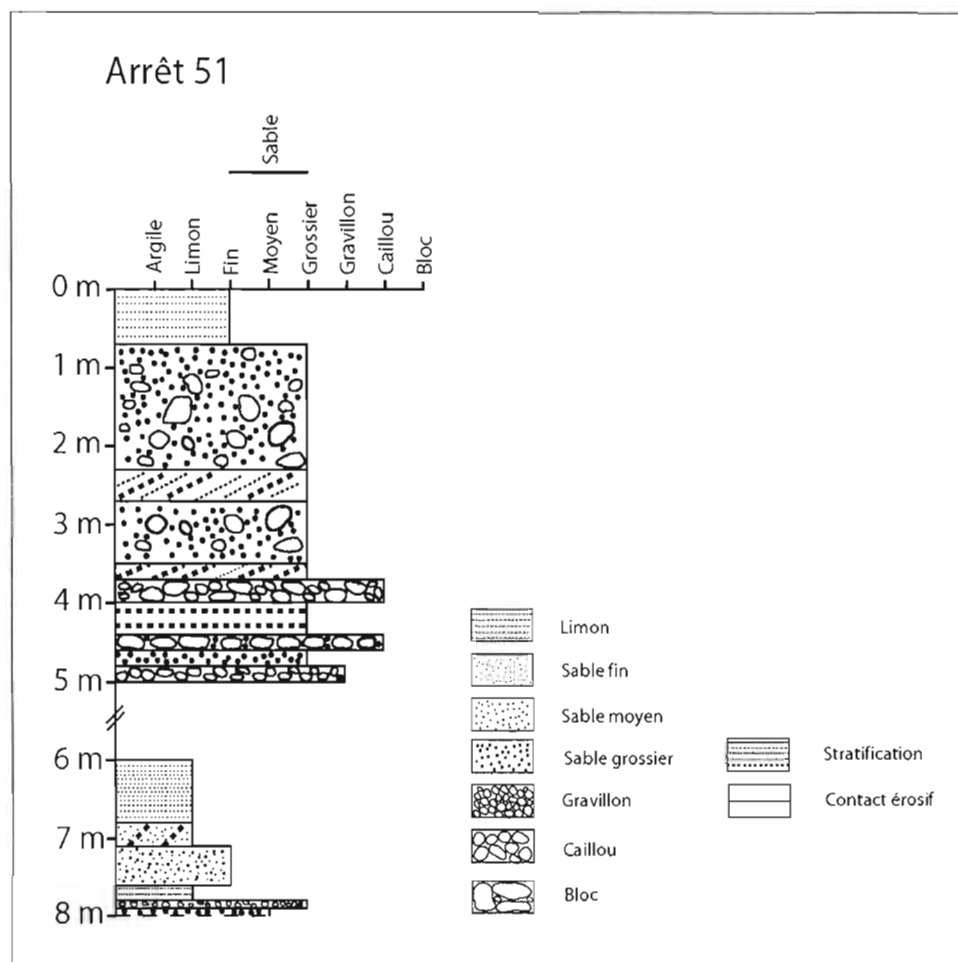 Arrêt 51
Sable
Argile
Limon
Fin
Moyen
Grossier
Gravillon
Caillou
Bloc
0 m
1 m
2 m
3 m
4 m
5 m
6 m
7 m
8 m
Limon
Sable fin
Sable moyen
Sable grossier
Gravillon
Caillou
Bloc
Stratification
Contact érosif